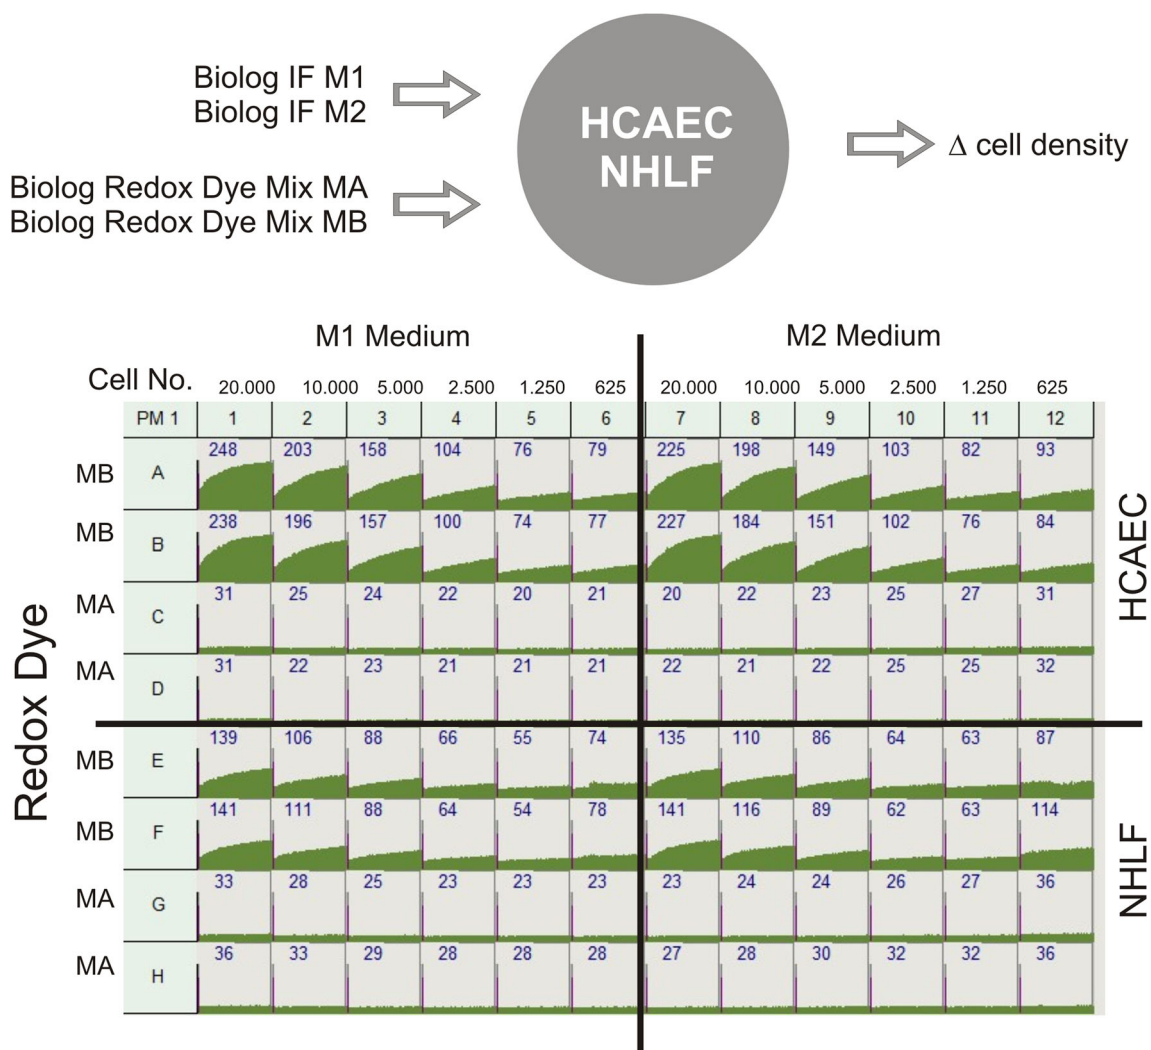 Biolog IF M1
Biolog IF M2
Biolog Redox Dye Mix MA
Biolog Redox Dye Mix MB
HCAEC
NHLF
Δ cell density
M1 Medium M2 Medium
Cell No. 20.000 10.000 5.000 2.500 1.250 625 20.000 10.000 5.000 2.500 1.250 625
PM 1 1 2 3 4 5 6 7 8 9 10 11 12
MB A 248 203 158 104 76 79 225 198 149 103 82 93
MB B 238 196 157 100 74 77 227 184 151 102 76 84
MA C 31 25 24 22 20 21 20 22 23 25 27 31
MA D 31 22 23 21 21 21 22 21 22 25 25 32
MB E 139 106 88 66 55 74 135 110 86 64 63 87
MB F 141 111 88 64 54 78 141 116 89 62 63 114
MA G 33 28 25 23 23 23 23 24 24 26 27 36
MA H 36 33 29 28 28 28 27 28 30 32 32 36
Redox Dye
HCAEC
NHLF